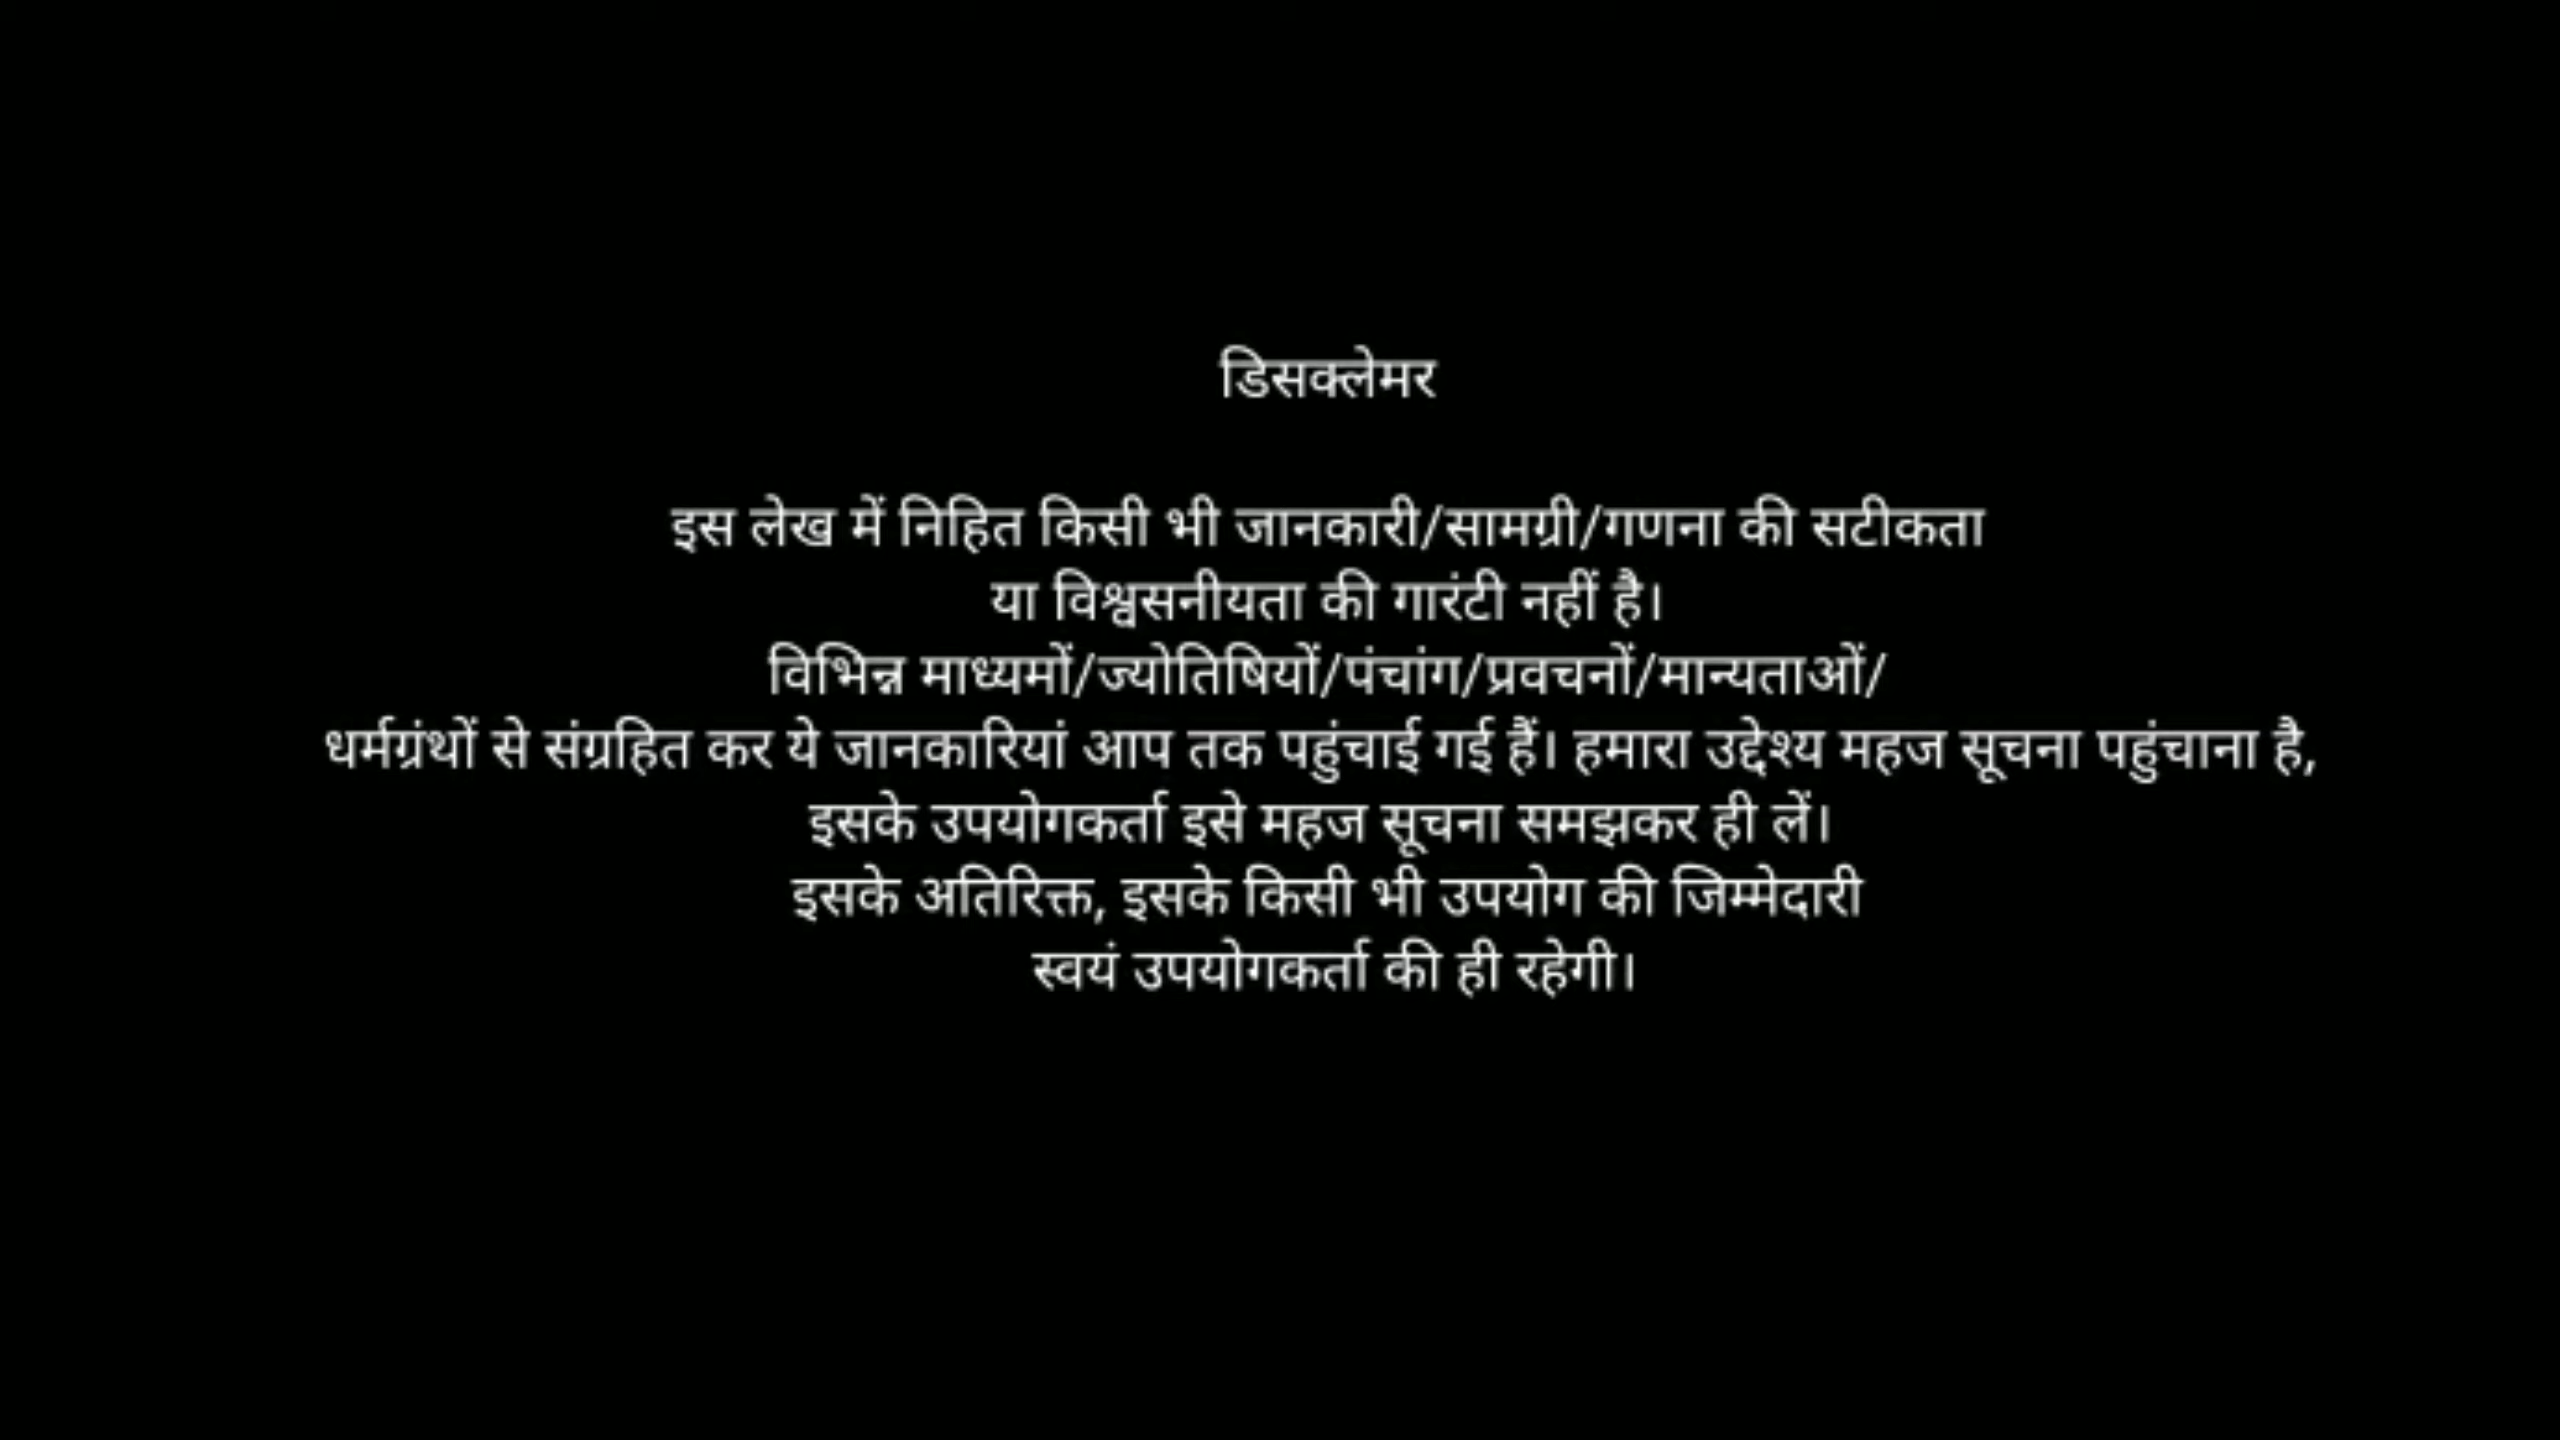 डिसक्लेमर
इस लेख में निहित किसी भी जानकारी/सामग्री/गणना की सटीकता
या विश्वसनीयता की गारंटी नहीं है।
विभिन्न माध्यमों/ज्योतिषियों/पंचांग/प्रवचनों/मान्यताओं/
धर्मग्रंथों से संग्रहित कर ये जानकारियां आप तक पहुंचाई गई हैं। हमारा उद्देश्य महज सूचना पहुंचाना है,
इसके उपयोगकर्ता इसे महज सूचना समझकर ही लें।
इसके अतिरिक्त, इसके किसी भी उपयोग की जिम्मेदारी
स्वयं उपयोगकर्ता की ही रहेगी।